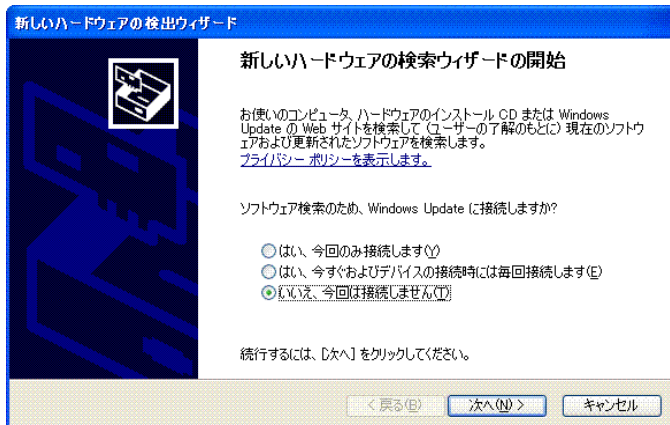 新しいハードウェアの検出ウィザード
新しいハードウェアの検索ウィザードの開始
お使いのコンピュータ、ハードウェアのインストール CD または Windows
Update の Web サイトを検索して (ユーザーの了解のもとに) 現在のソフトウ
ェアおよび更新されたソフトウェアを検索します。
プライバシー ポリシーを表示します。
ソフトウェア検索のため、Windows Update に接続しますか?
はい、今回のみ接続します(Y)
はい、今すぐおよびデバイスの接続時には毎回接続します(E)
いいえ、今回は接続しません(T)
続行するには、[次へ] をクリックしてください。
< 戻る(B) 次へ(N) > キャンセル